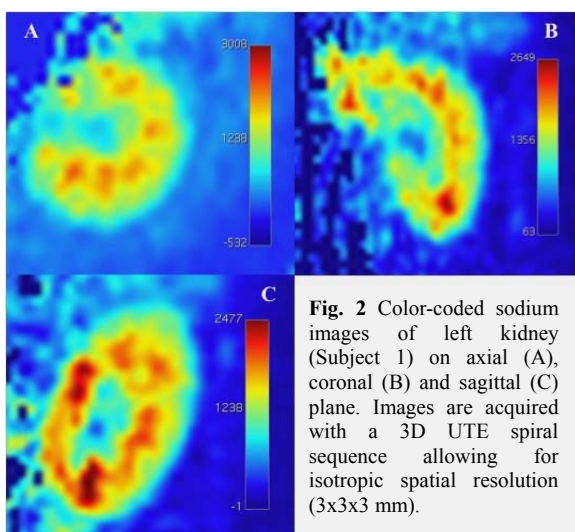 A
3008
1238
-532
B
2649
1356
63
C
2477
1238
-1
Fig. 2 Color-coded sodium
images of left kidney
(Subject 1) on axial (A),
coronal (B) and sagittal (C)
plane. Images are acquired
with a 3D UTE spiral
sequence allowing for
isotropic spatial resolution
(3x3x3 mm).